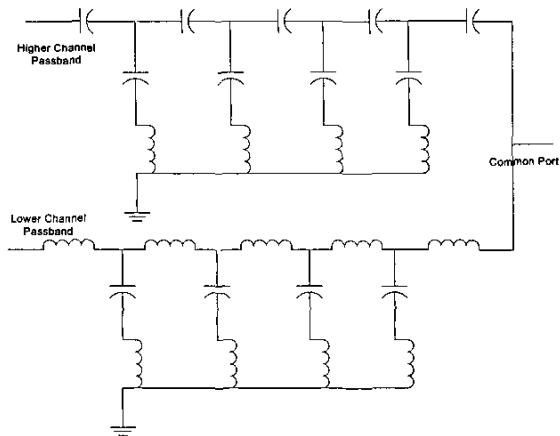 Higher Channel
Passband
Common Port
Lower Channel
Passband